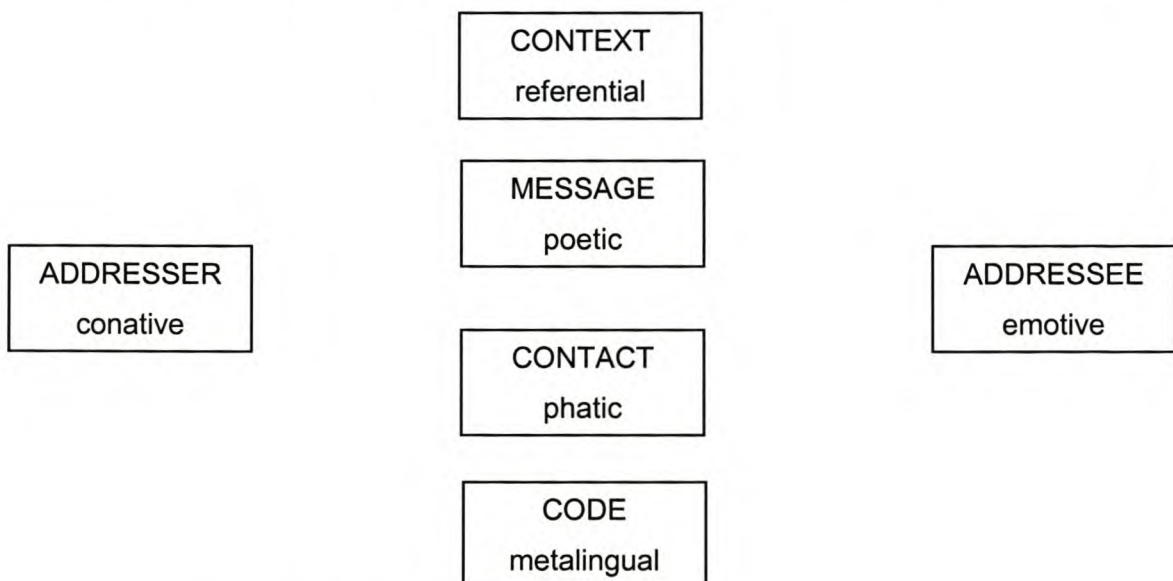 CONTEXT
referential
MESSAGE
poetic
ADDRESSER
conative
ADDRESSEE
emotive
CONTACT
phatic
CODE
metalingual